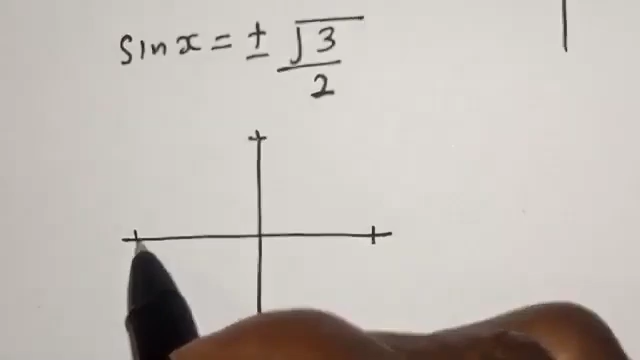 sin x = ± √3 / 2